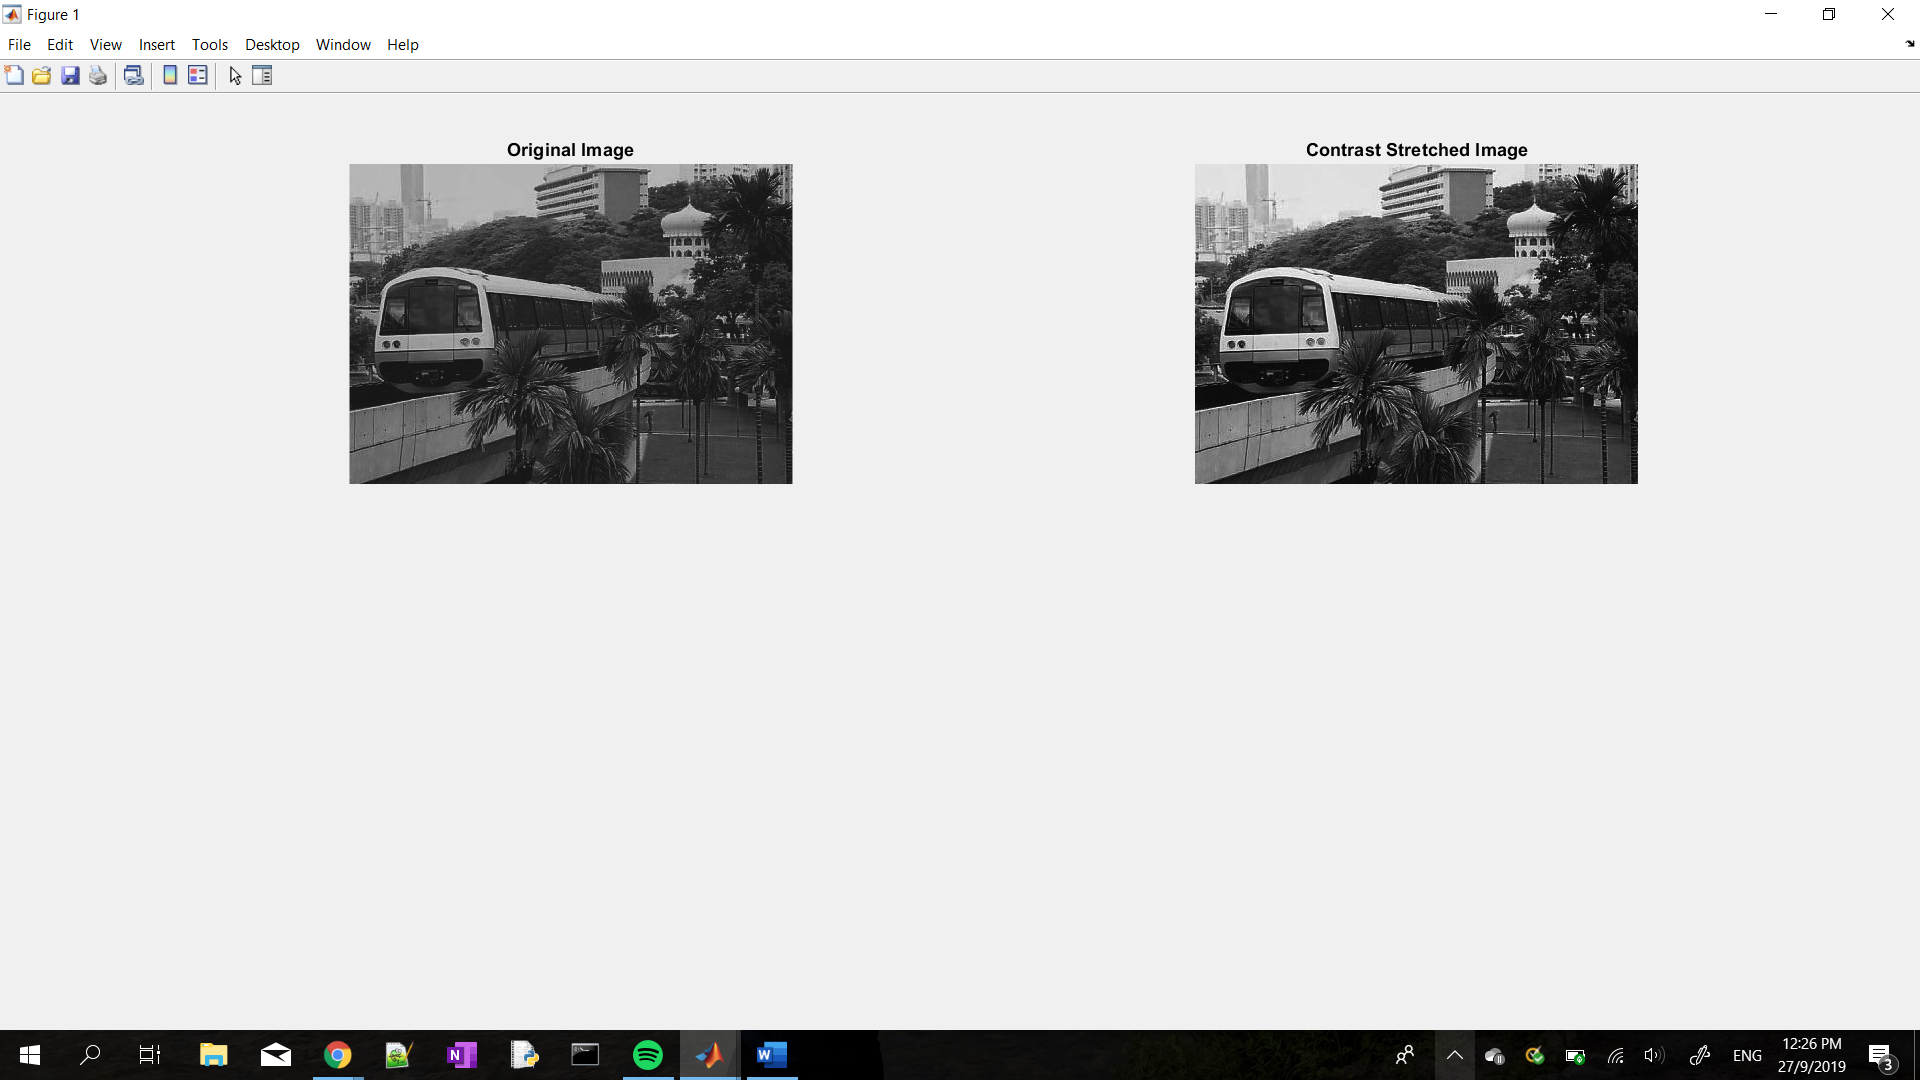 Figure 1
File Edit View Insert Tools Desktop Window Help
Original Image
Contrast Stretched Image
N
W
ENG
12:26 PM
27/9/2019
3